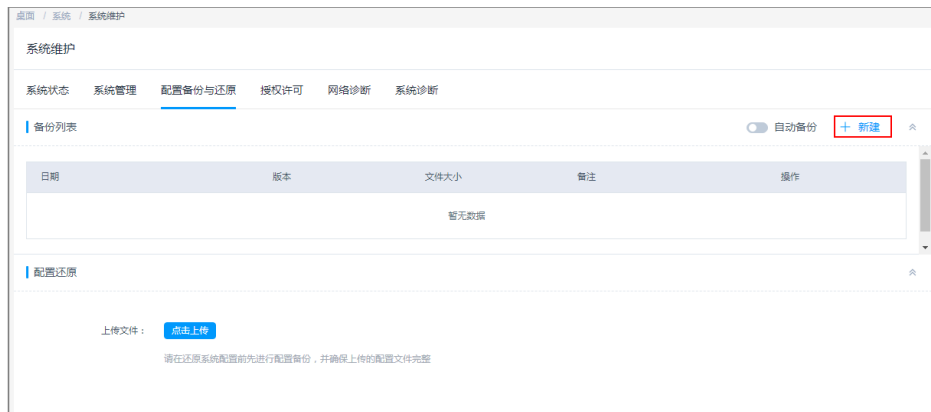 桌面 / 系统 / 系统维护
系统维护
系统状态 系统管理 配置备份与还原 授权许可 网络诊断 系统诊断
备份列表 自动备份 + 新建
日期 版本 文件大小 备注 操作
暂无数据
配置还原
上传文件： 点击上传
请在还原系统配置前先进行配置备份，并确保上传的配置文件完整